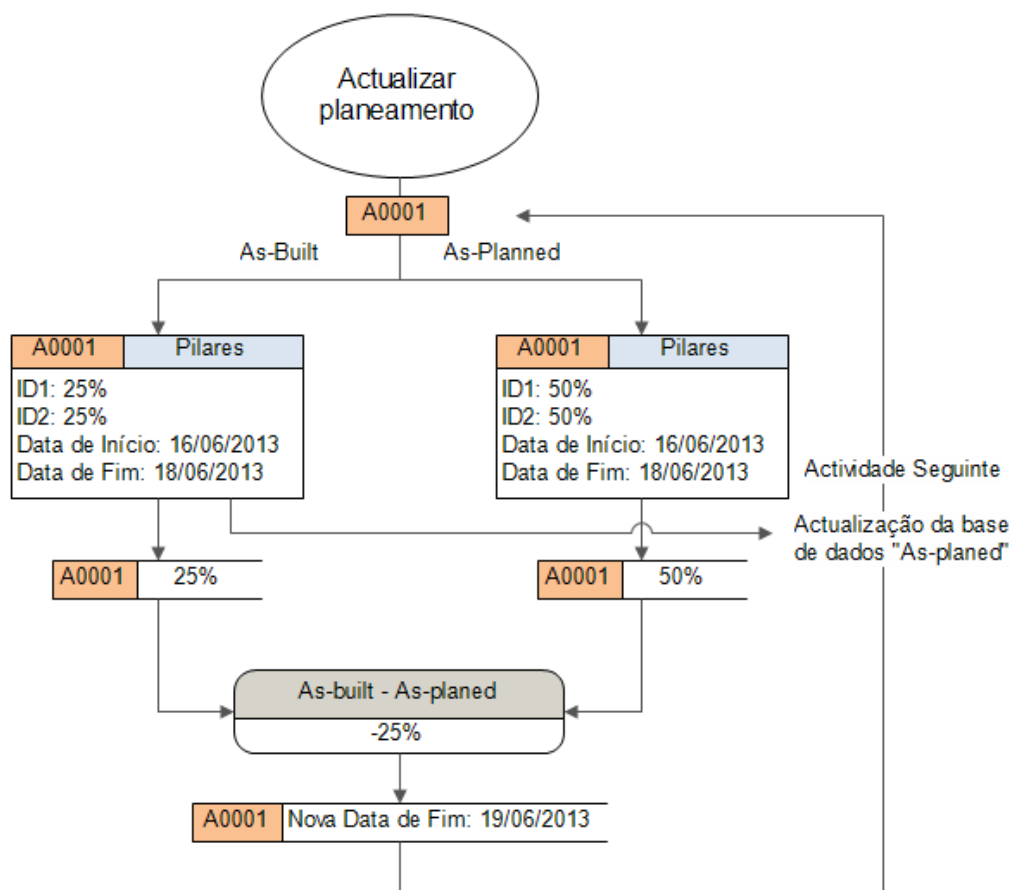 Actualizar
planeamento
A0001
As-Built
As-Planned
A0001
Pilares
ID1: 25%
ID2: 25%
Data de Início: 16/06/2013
Data de Fim: 18/06/2013
A0001
Pilares
ID1: 50%
ID2: 50%
Data de Início: 16/06/2013
Data de Fim: 18/06/2013
Actividade Seguinte
Actualização da base
de dados "As-planed"
A0001
25%
A0001
50%
As-built - As-planed
-25%
A0001
Nova Data de Fim: 19/06/2013